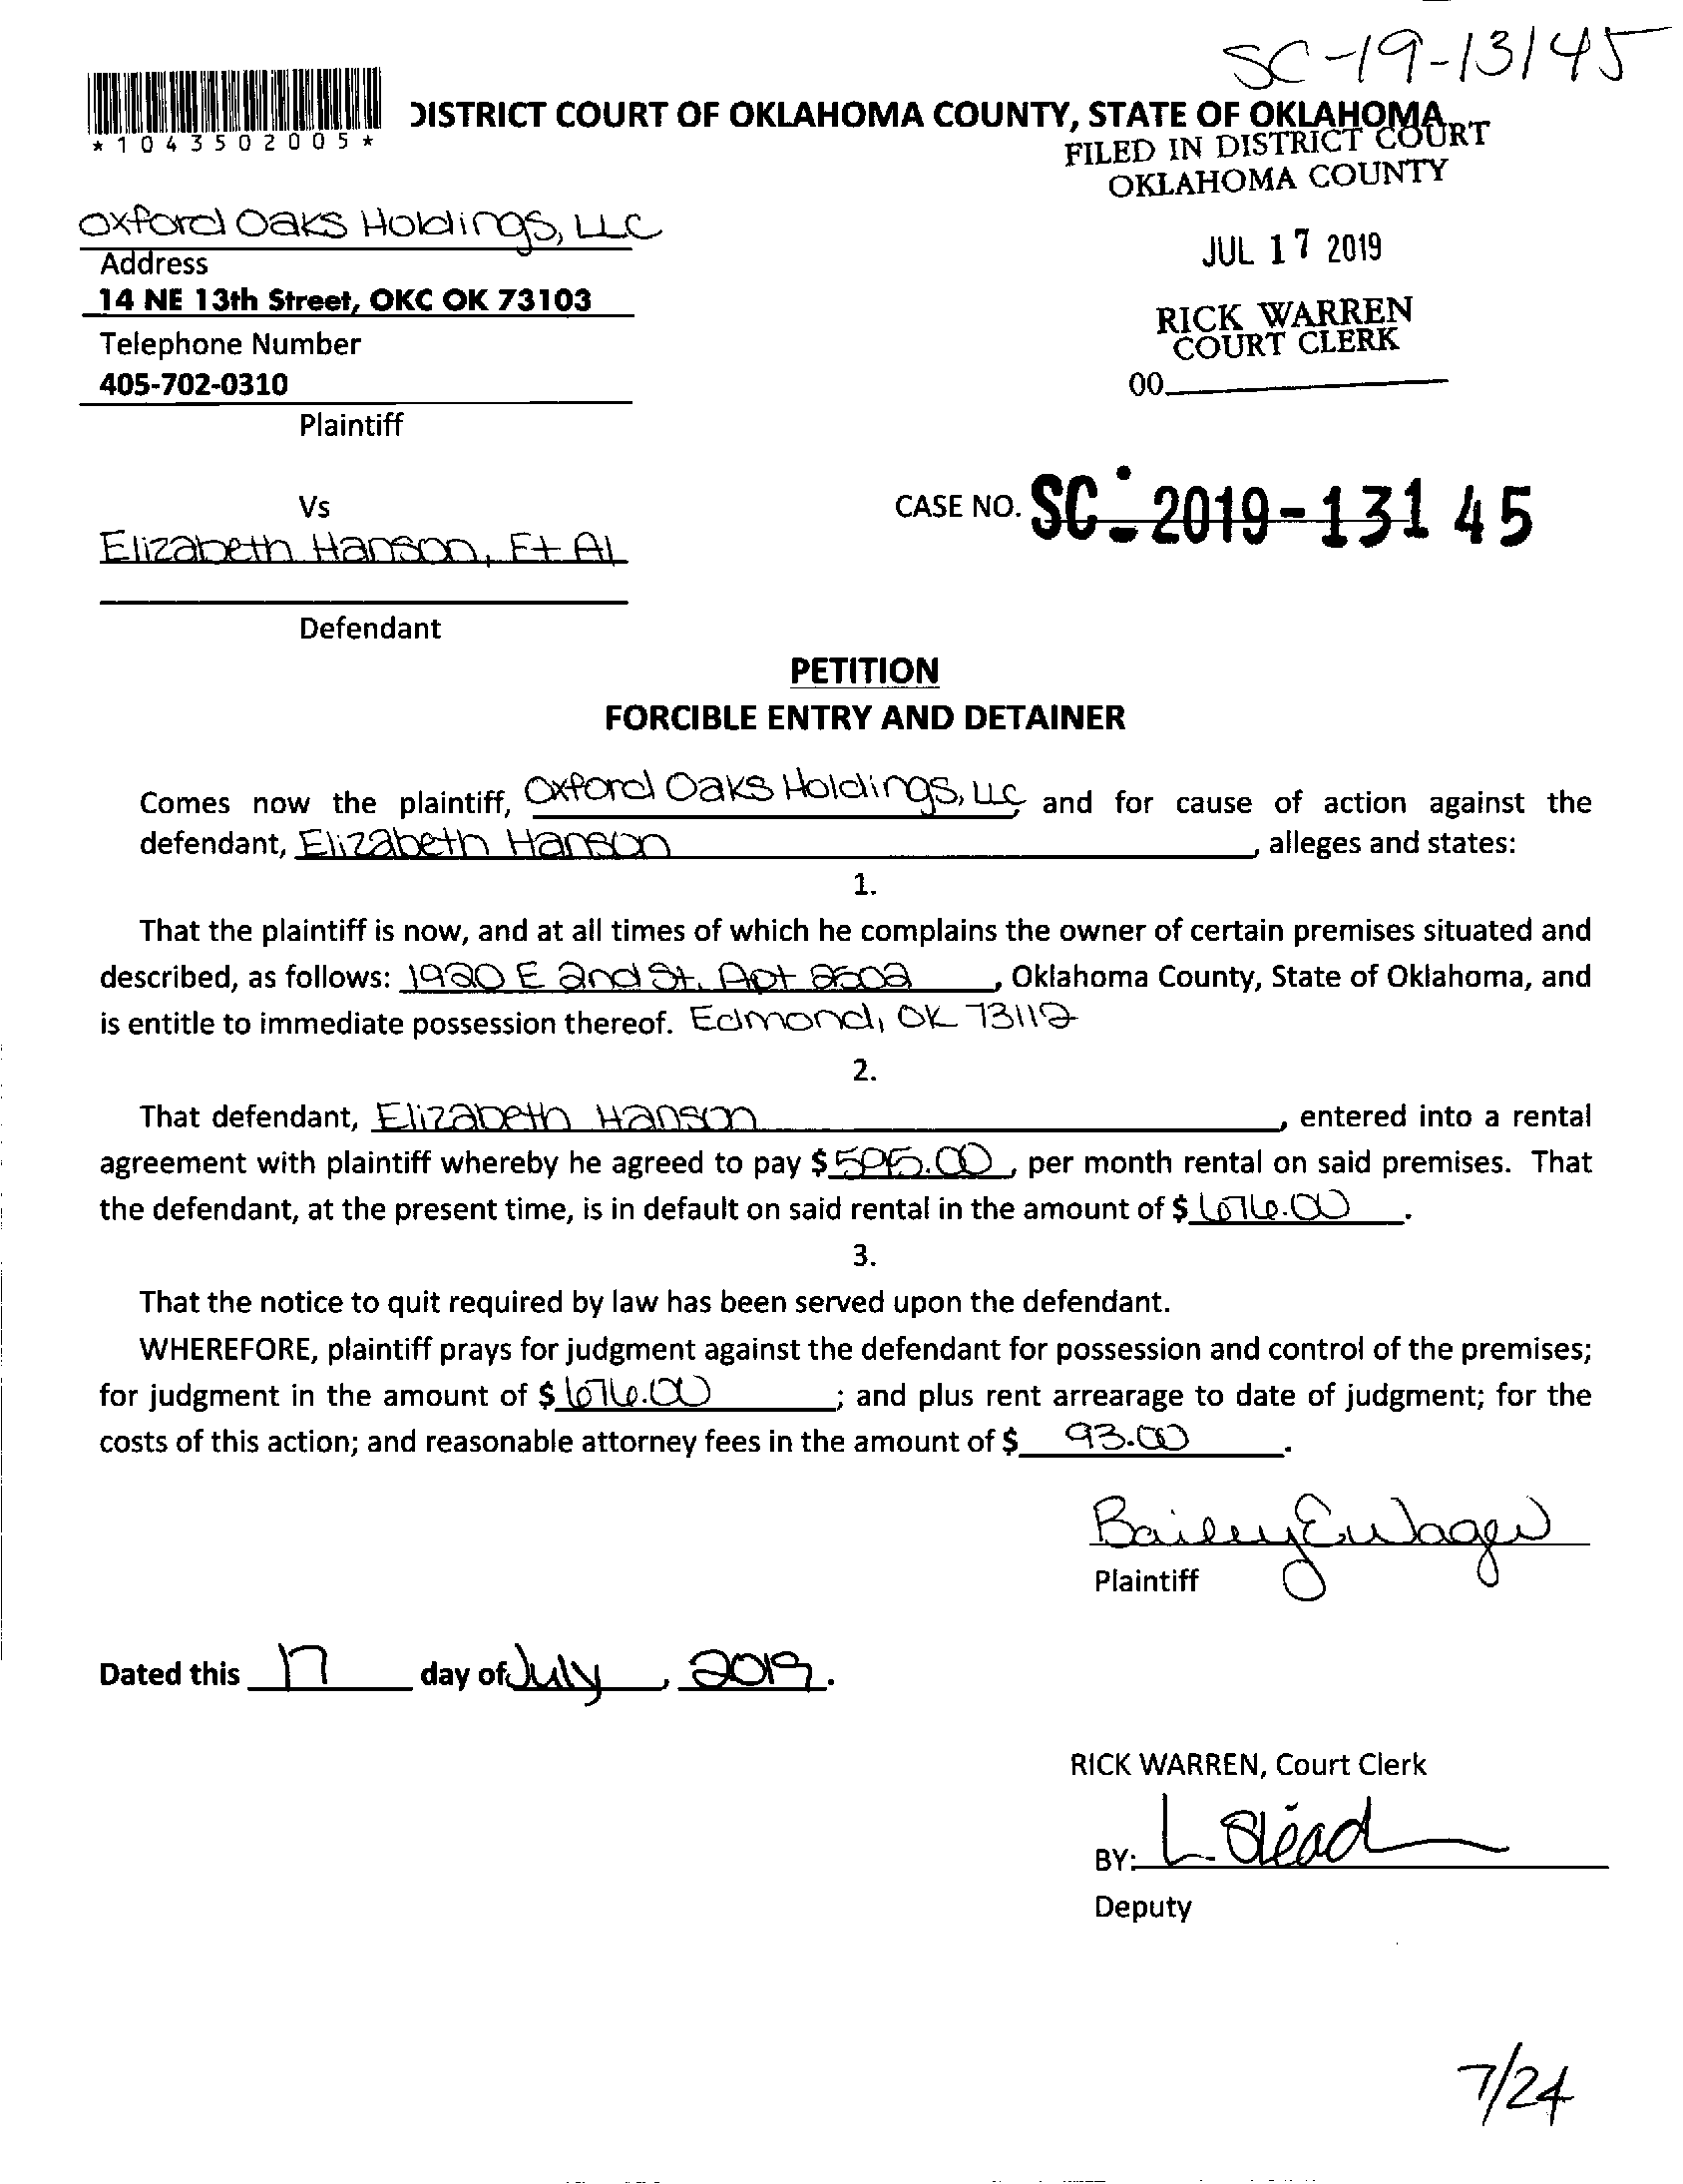 SC-19-13145
DISTRICT COURT OF OKLAHOMA COUNTY, STATE OF OKLAHOMA
*1043502005*
FILED IN DISTRICT COURT
OKLAHOMA COUNTY
Oxford Oaks Holdings, LLC
Address
JUL 17 2019
14 NE 13th Street, OKC OK 73103
RICK WARREN
COURT CLERK
Telephone Number
405-702-0310
00
Plaintiff
Vs
CASE NO. SC-2019-13145
Elizabeth Hanson, Et Al
Defendant
PETITION
FORCIBLE ENTRY AND DETAINER
Comes now the plaintiff, Oxford Oaks Holdings, LLC and for cause of action against the
defendant, Elizabeth Hanson, alleges and states:
1.
That the plaintiff is now, and at all times of which he complains the owner of certain premises situated and
described, as follows: 1920 E 2nd St. Apt 2502, Oklahoma County, State of Oklahoma, and
is entitle to immediate possession thereof. Edmond, OK 73112
2.
That defendant, Elizabeth Hanson, entered into a rental
agreement with plaintiff whereby he agreed to pay $, per month rental on said premises. That
the defendant, at the present time, is in default on said rental in the amount of $ 676.00.
3.
That the notice to quit required by law has been served upon the defendant.
WHEREFORE, plaintiff prays for judgment against the defendant for possession and control of the premises;
for judgment in the amount of $ 676.00; and plus rent arrearage to date of judgment; for the
costs of this action; and reasonable attorney fees in the amount of $ 93.00.
Plaintiff
Dated this 17 day of July, 2019.
RICK WARREN, Court Clerk
BY: L. Stead
Deputy
7/24